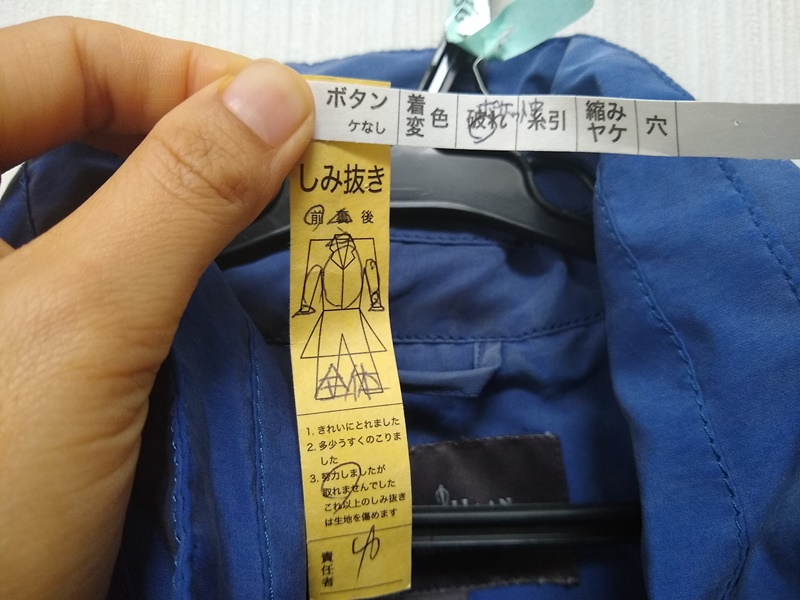 ボタン
ケなし
着
変 色
破れ
糸引
縮み
ヤケ
穴
しみ抜き
前 裏 後
全体
1. きれいにとれました
2. 多少うすくのこりま
した
3. 努力しましたが
取れませんでした
これ以上のしみ抜き
は生地を傷めます
責任者